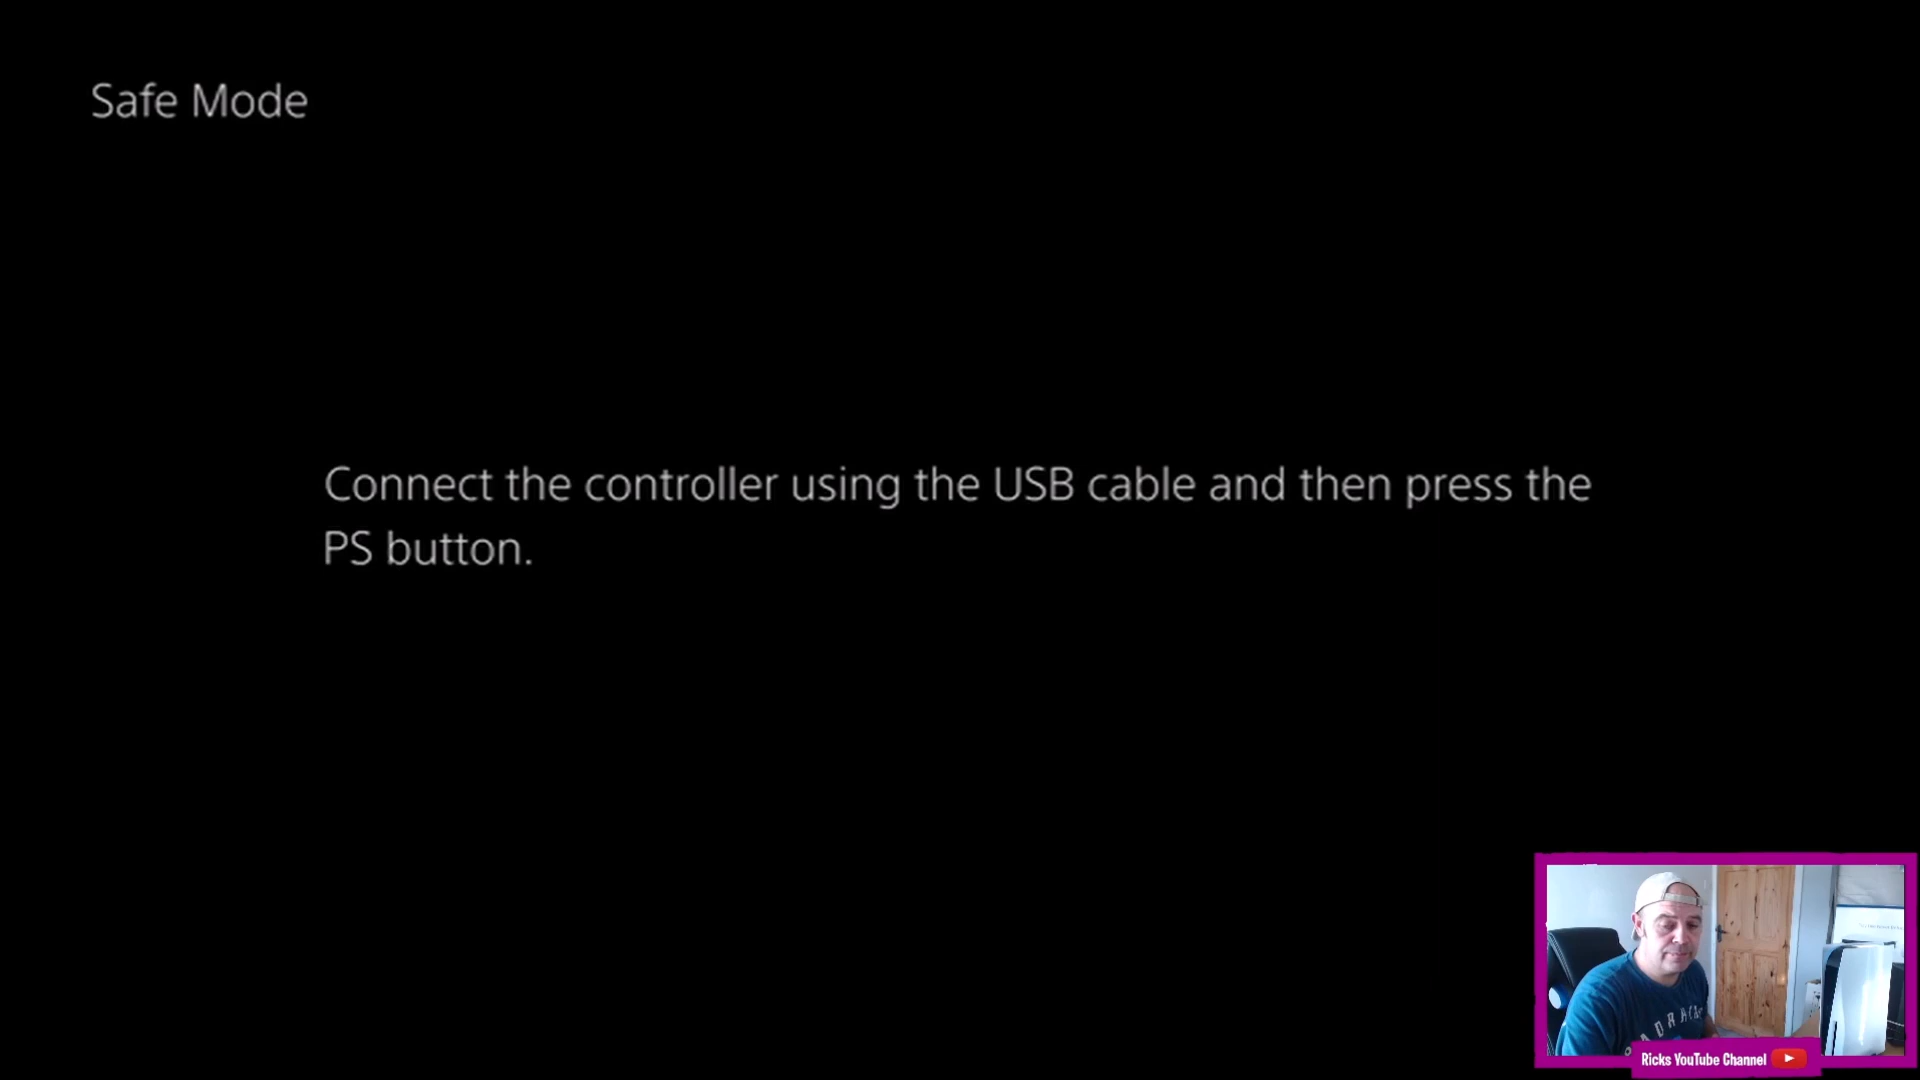 Safe Mode
Connect the controller using the USB cable and then press the
PS button.
Ricks YouTube Channel